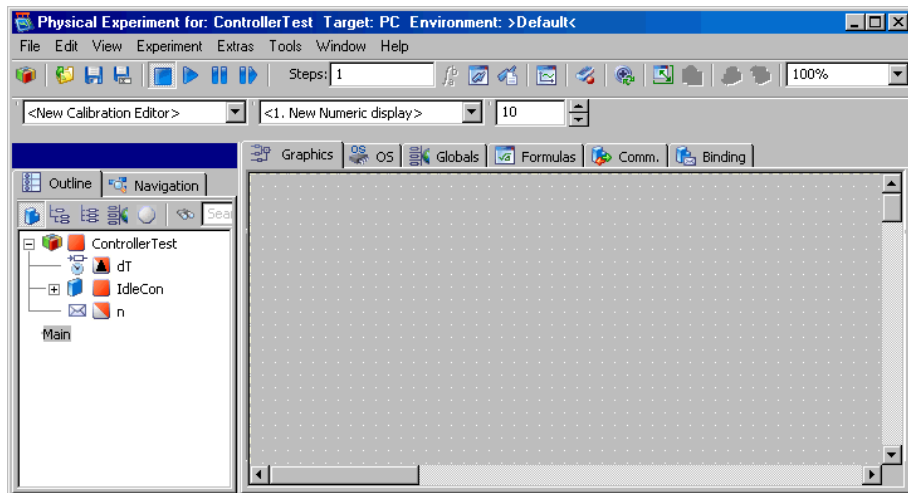 Physical Experiment for: ControllerTest Target: PC Environment: >Default<
File Edit View Experiment Extras Tools Window Help
Steps: 1 100%
<New Calibration Editor> <1. New Numeric display> 10
Graphics OS Globals Formulas Comm. Binding
Outline Navigation
Sea
ControllerTest
dT
IdleCon
n
Main